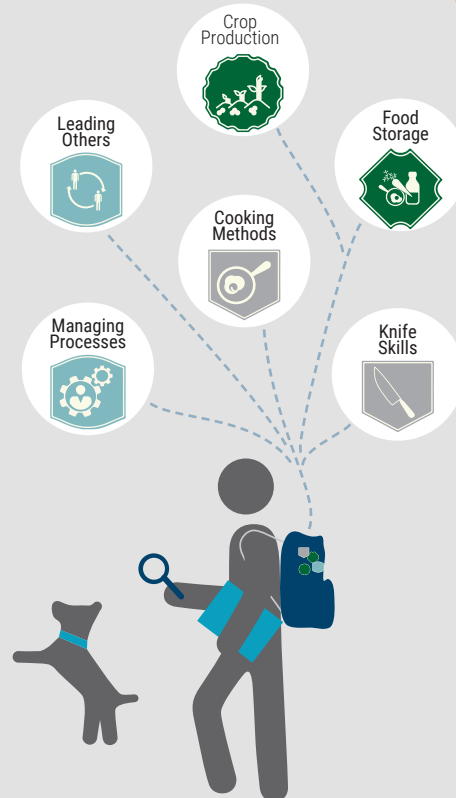 Crop
Production
Leading
Others
Food
Storage
Cooking
Methods
Managing
Processes
Knife
Skills